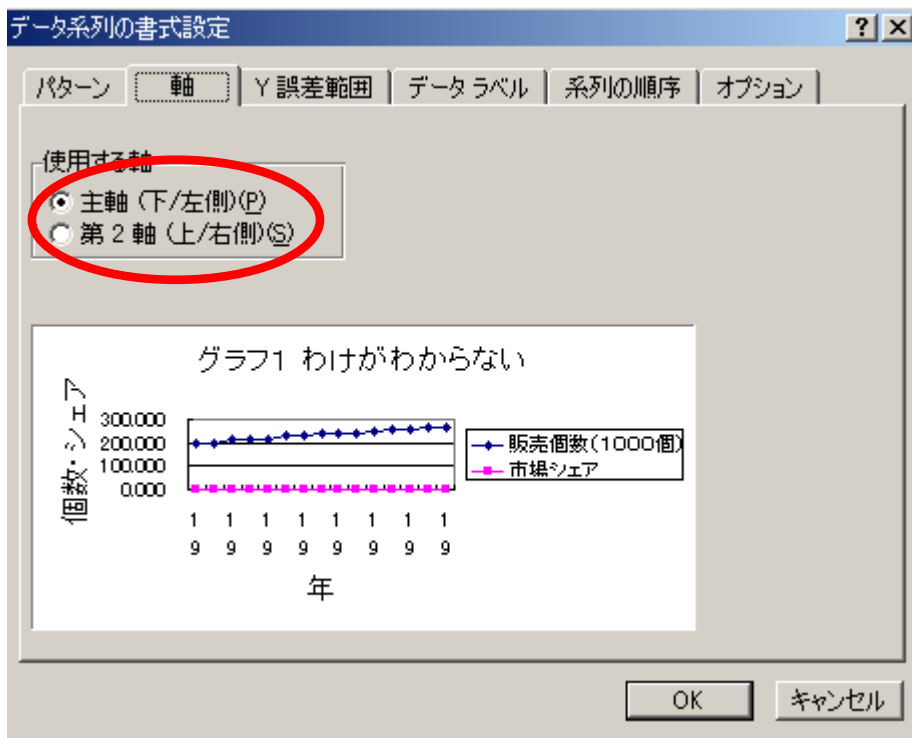 データ系列の書式設定
パターン 軸 Y 誤差範囲 データ ラベル 系列の順序 オプション
使用する軸
主軸 (下/左側)(P)
第 2 軸 (上/右側)(S)
グラフ1 わけがわからない
個数・シェア
300.000
200.000
100.000
0.000
販売個数(1000個)
市場シェア
1 1 1 1 1 1 1 1
9 9 9 9 9 9 9 9
年
OK キャンセル